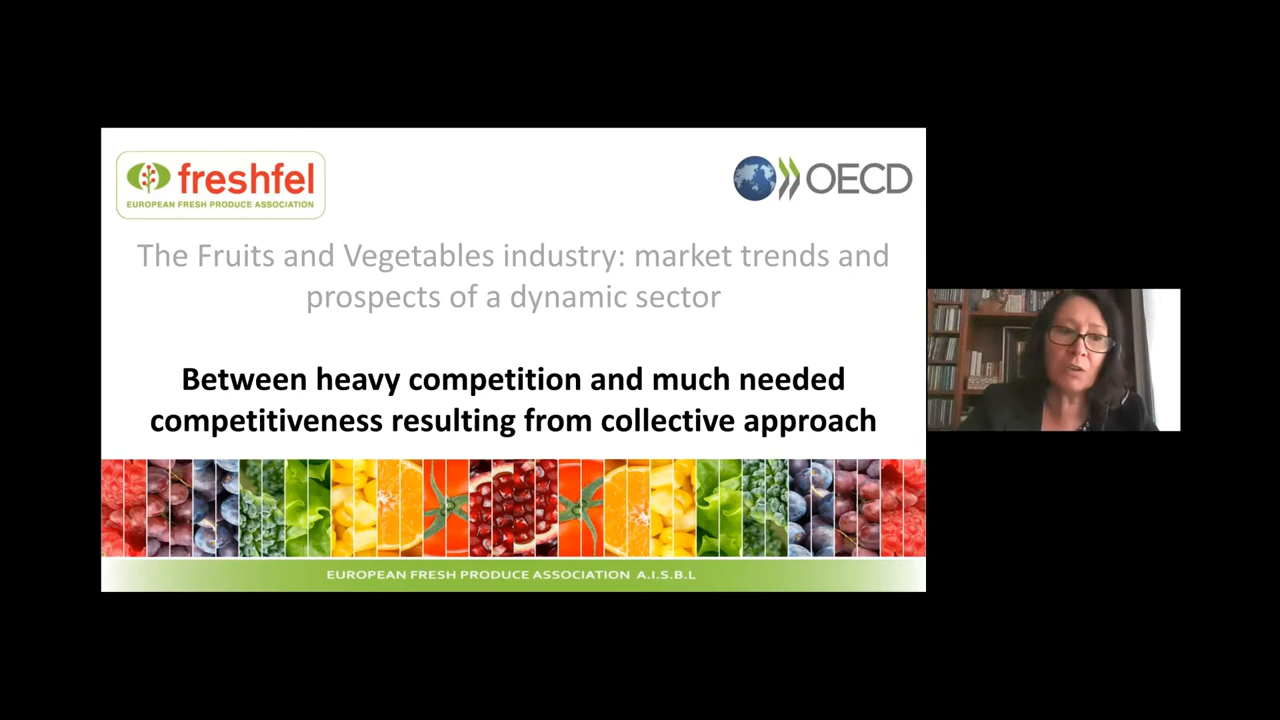 freshfel
EUROPEAN FRESH PRODUCE ASSOCIATION
OECD
The Fruits and Vegetables industry: market trends and
prospects of a dynamic sector
Between heavy competition and much needed
competitiveness resulting from collective approach
EUROPEAN FRESH PRODUCE ASSOCIATION A.I.S.B.L